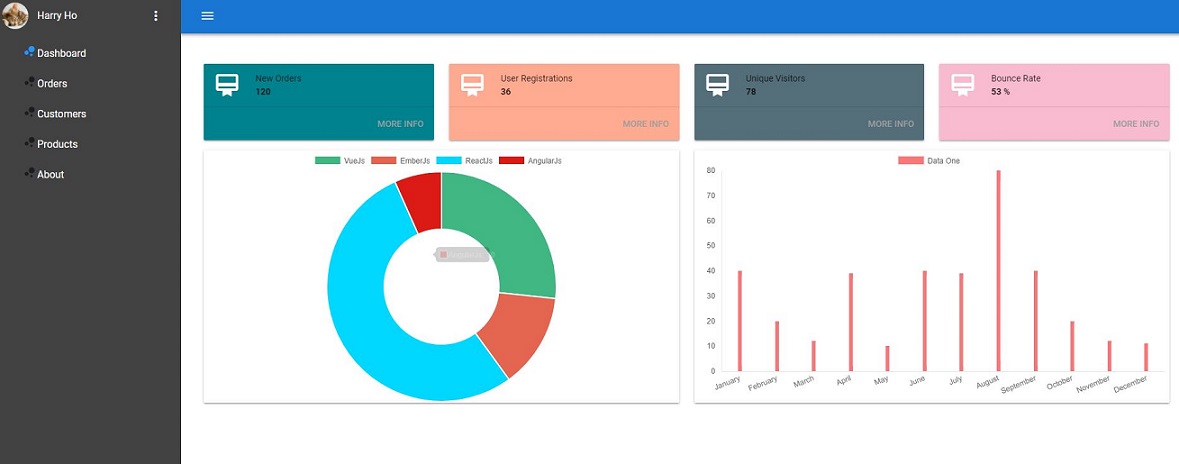 Harry Ho
Dashboard
Orders
Customers
Products
About
New Orders
120
MORE INFO
User Registrations
36
MORE INFO
Unique Visitors
78
MORE INFO
Bounce Rate
53 %
MORE INFO
VueJs EmberJs ReactJs AngularJs
Data One
80
70
60
50
40
30
20
10
0
January February March April May June July August September October November December